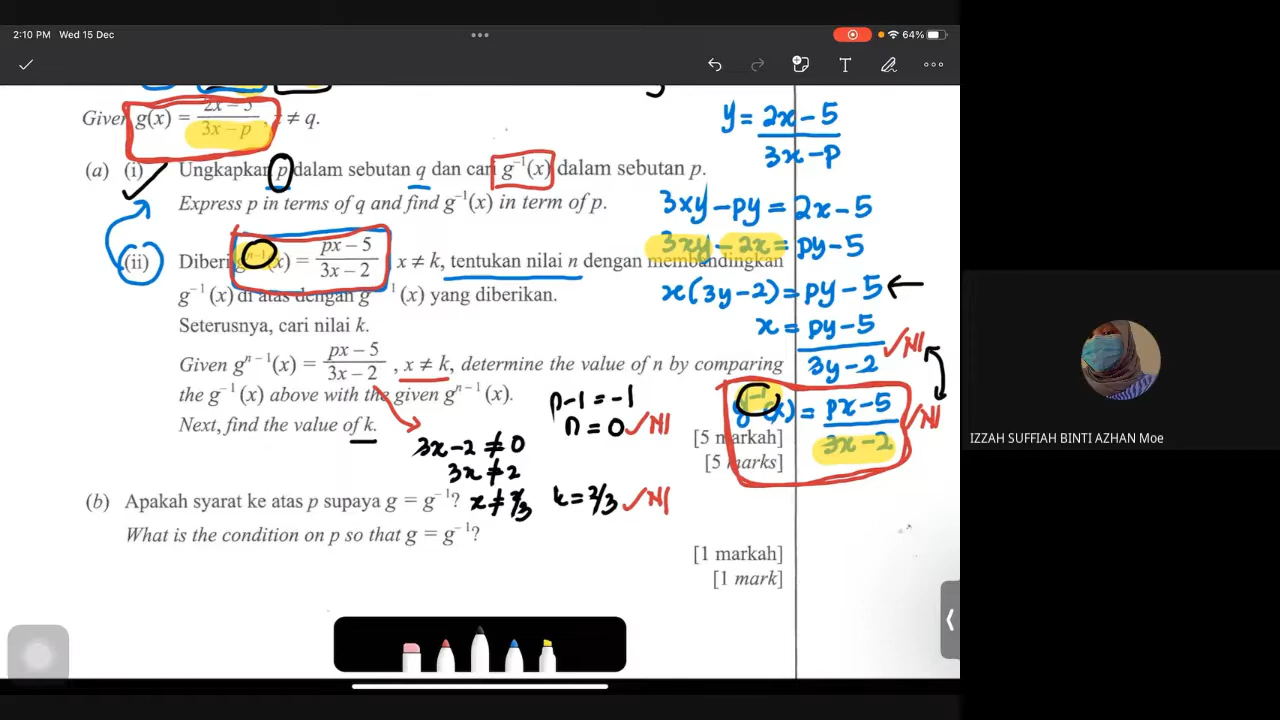 2:10 PM Wed 15 Dec
64%
Given g(x) = 2x – 5 / 3x – p, x ≠ q.
(a) (i) Ungkapkan p dalam sebutan q dan cari g⁻¹(x) dalam sebutan p.
Express p in terms of q and find g⁻¹(x) in term of p.
(ii) Diberi gⁿ⁻¹(x) = px – 5 / 3x – 2, x ≠ k, tentukan nilai n dengan membandingkan
g⁻¹(x) di atas dengan g⁻¹(x) yang diberikan.
Seterusnya, cari nilai k.
Given gⁿ⁻¹(x) = px – 5 / 3x – 2, x ≠ k, determine the value of n by comparing
the g⁻¹(x) above with the given gⁿ⁻¹(x).
Next, find the value of k.
[5 markah]
[5 marks]
n-1 = -1
n = 0 ✓N1
3x-2 ≠ 0
3x ≠ 2
x ≠ 2/3 k = 2/3 ✓N1
(b) Apakah syarat ke atas p supaya g = g⁻¹?
What is the condition on p so that g = g⁻¹?
[1 markah]
[1 mark]
y = 2x-5 / 3x-p
3xy - py = 2x - 5
3xy - 2x = py - 5
x(3y-2) = py - 5
x = py-5 / 3y-2 ✓N1
g⁻¹(x) = px-5 / 3x-2 ✓N1
IZZAH SUFFIAH BINTI AZHAN Moe